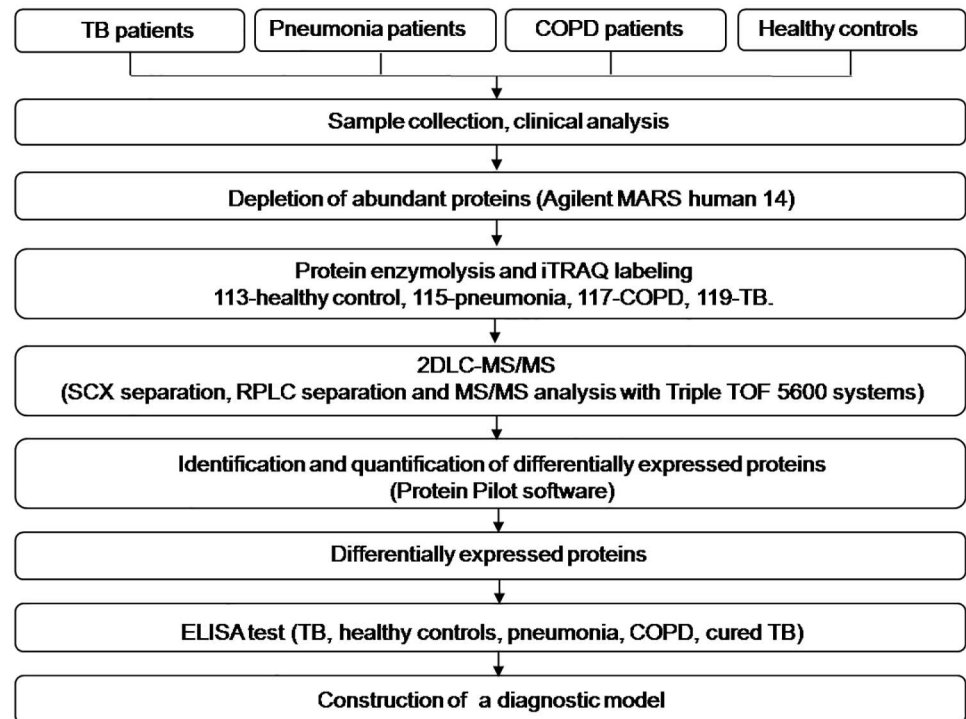 TB patients
Pneumonia patients
COPD patients
Healthy controls
Sample collection, clinical analysis
Depletion of abundant proteins (Agilent MARS human 14)
Protein enzymolysis and iTRAQ labeling
113-healthy control, 115-pneumonia, 117-COPD, 119-TB.
2DLC-MS/MS
(SCX separation, RPLC separation and MS/MS analysis with Triple TOF 5600 systems)
Identification and quantification of differentially expressed proteins
(Protein Pilot software)
Differentially expressed proteins
ELISA test (TB, healthy controls, pneumonia, COPD, cured TB)
Construction of a diagnostic model